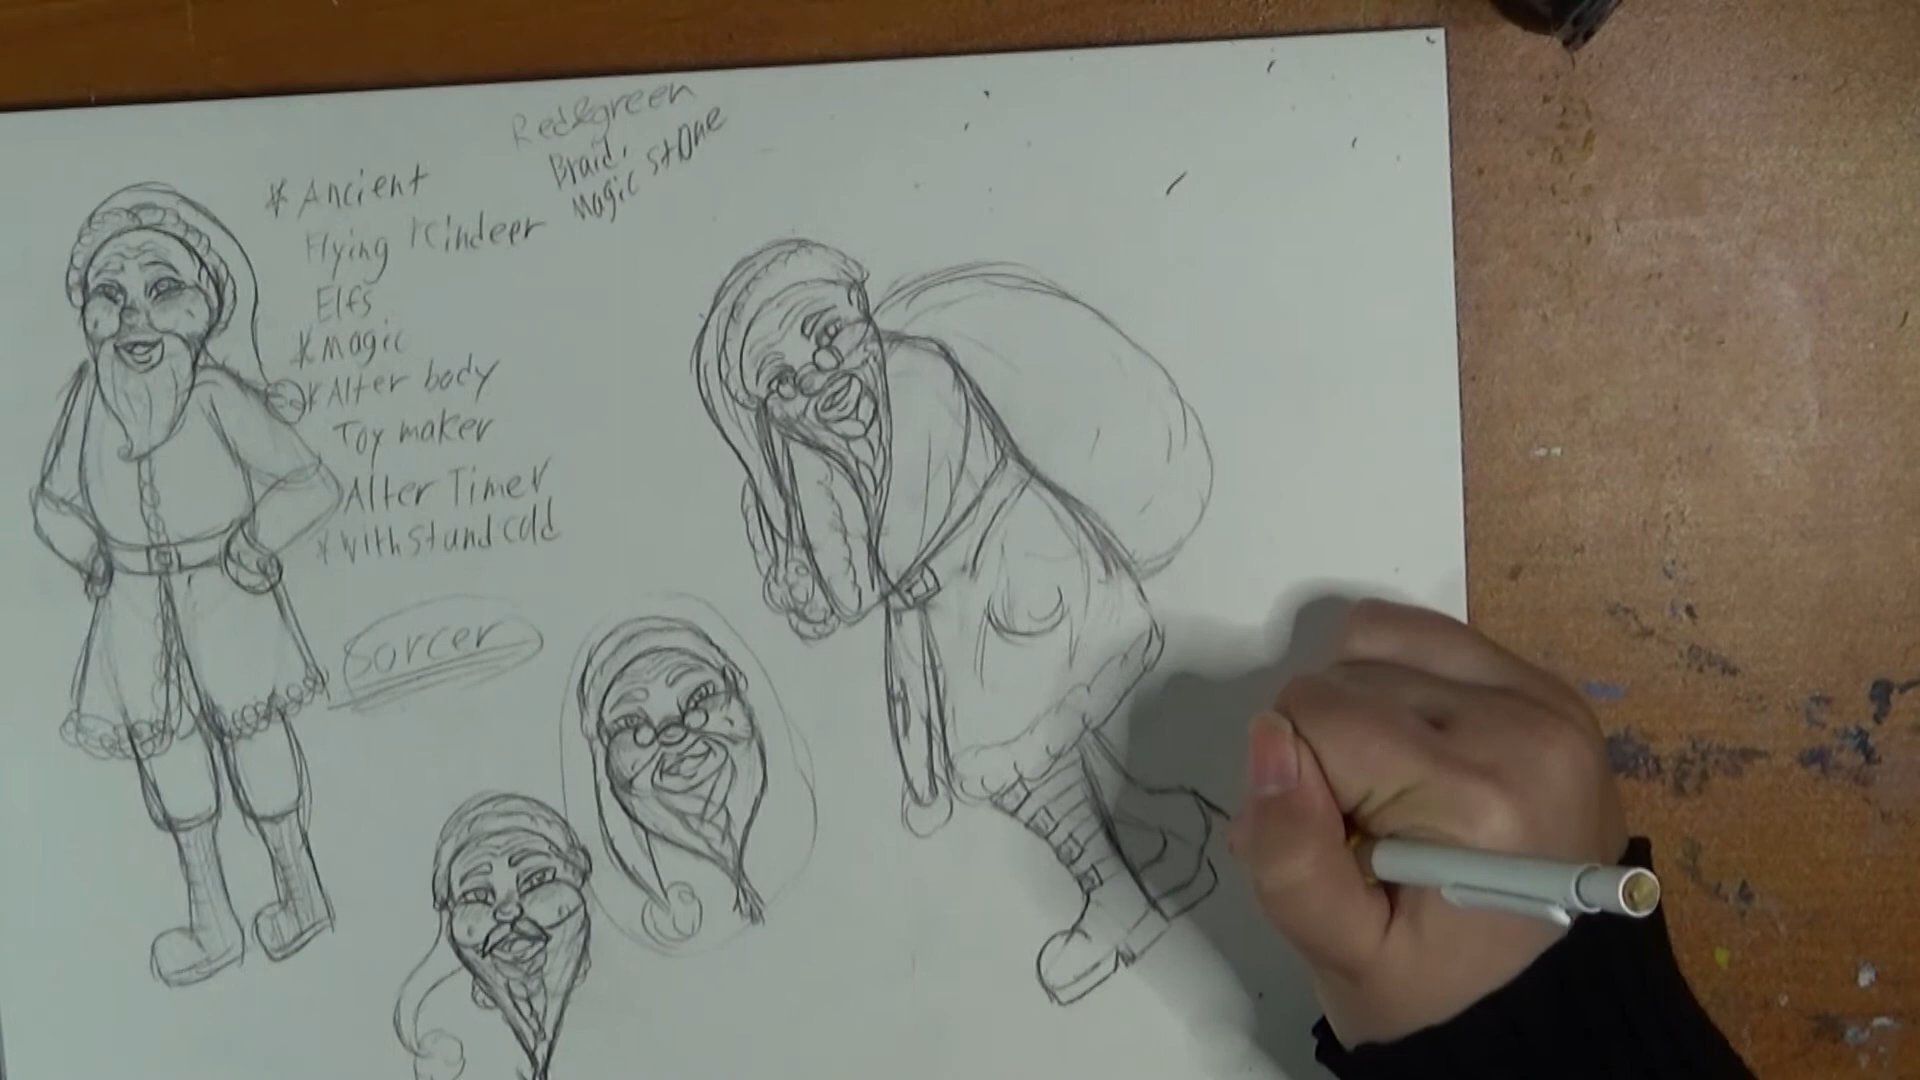 Red&green
Braid,
Magic stone
* Ancient
Flying reindeer
Elfs
* magic
* Alter body
Toy maker
Alter Timer
* withstand cold
Sorcer